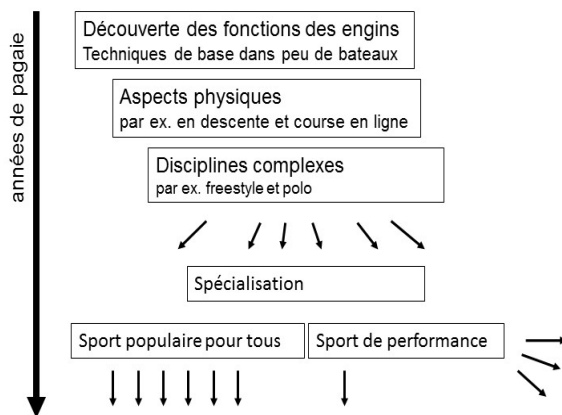 années de pagaie
Découverte des fonctions des engins
Techniques de base dans peu de bateaux
Aspects physiques
par ex. en descente et course en ligne
Disciplines complexes
par ex. freestyle et polo
Spécialisation
Sport populaire pour tous
Sport de performance